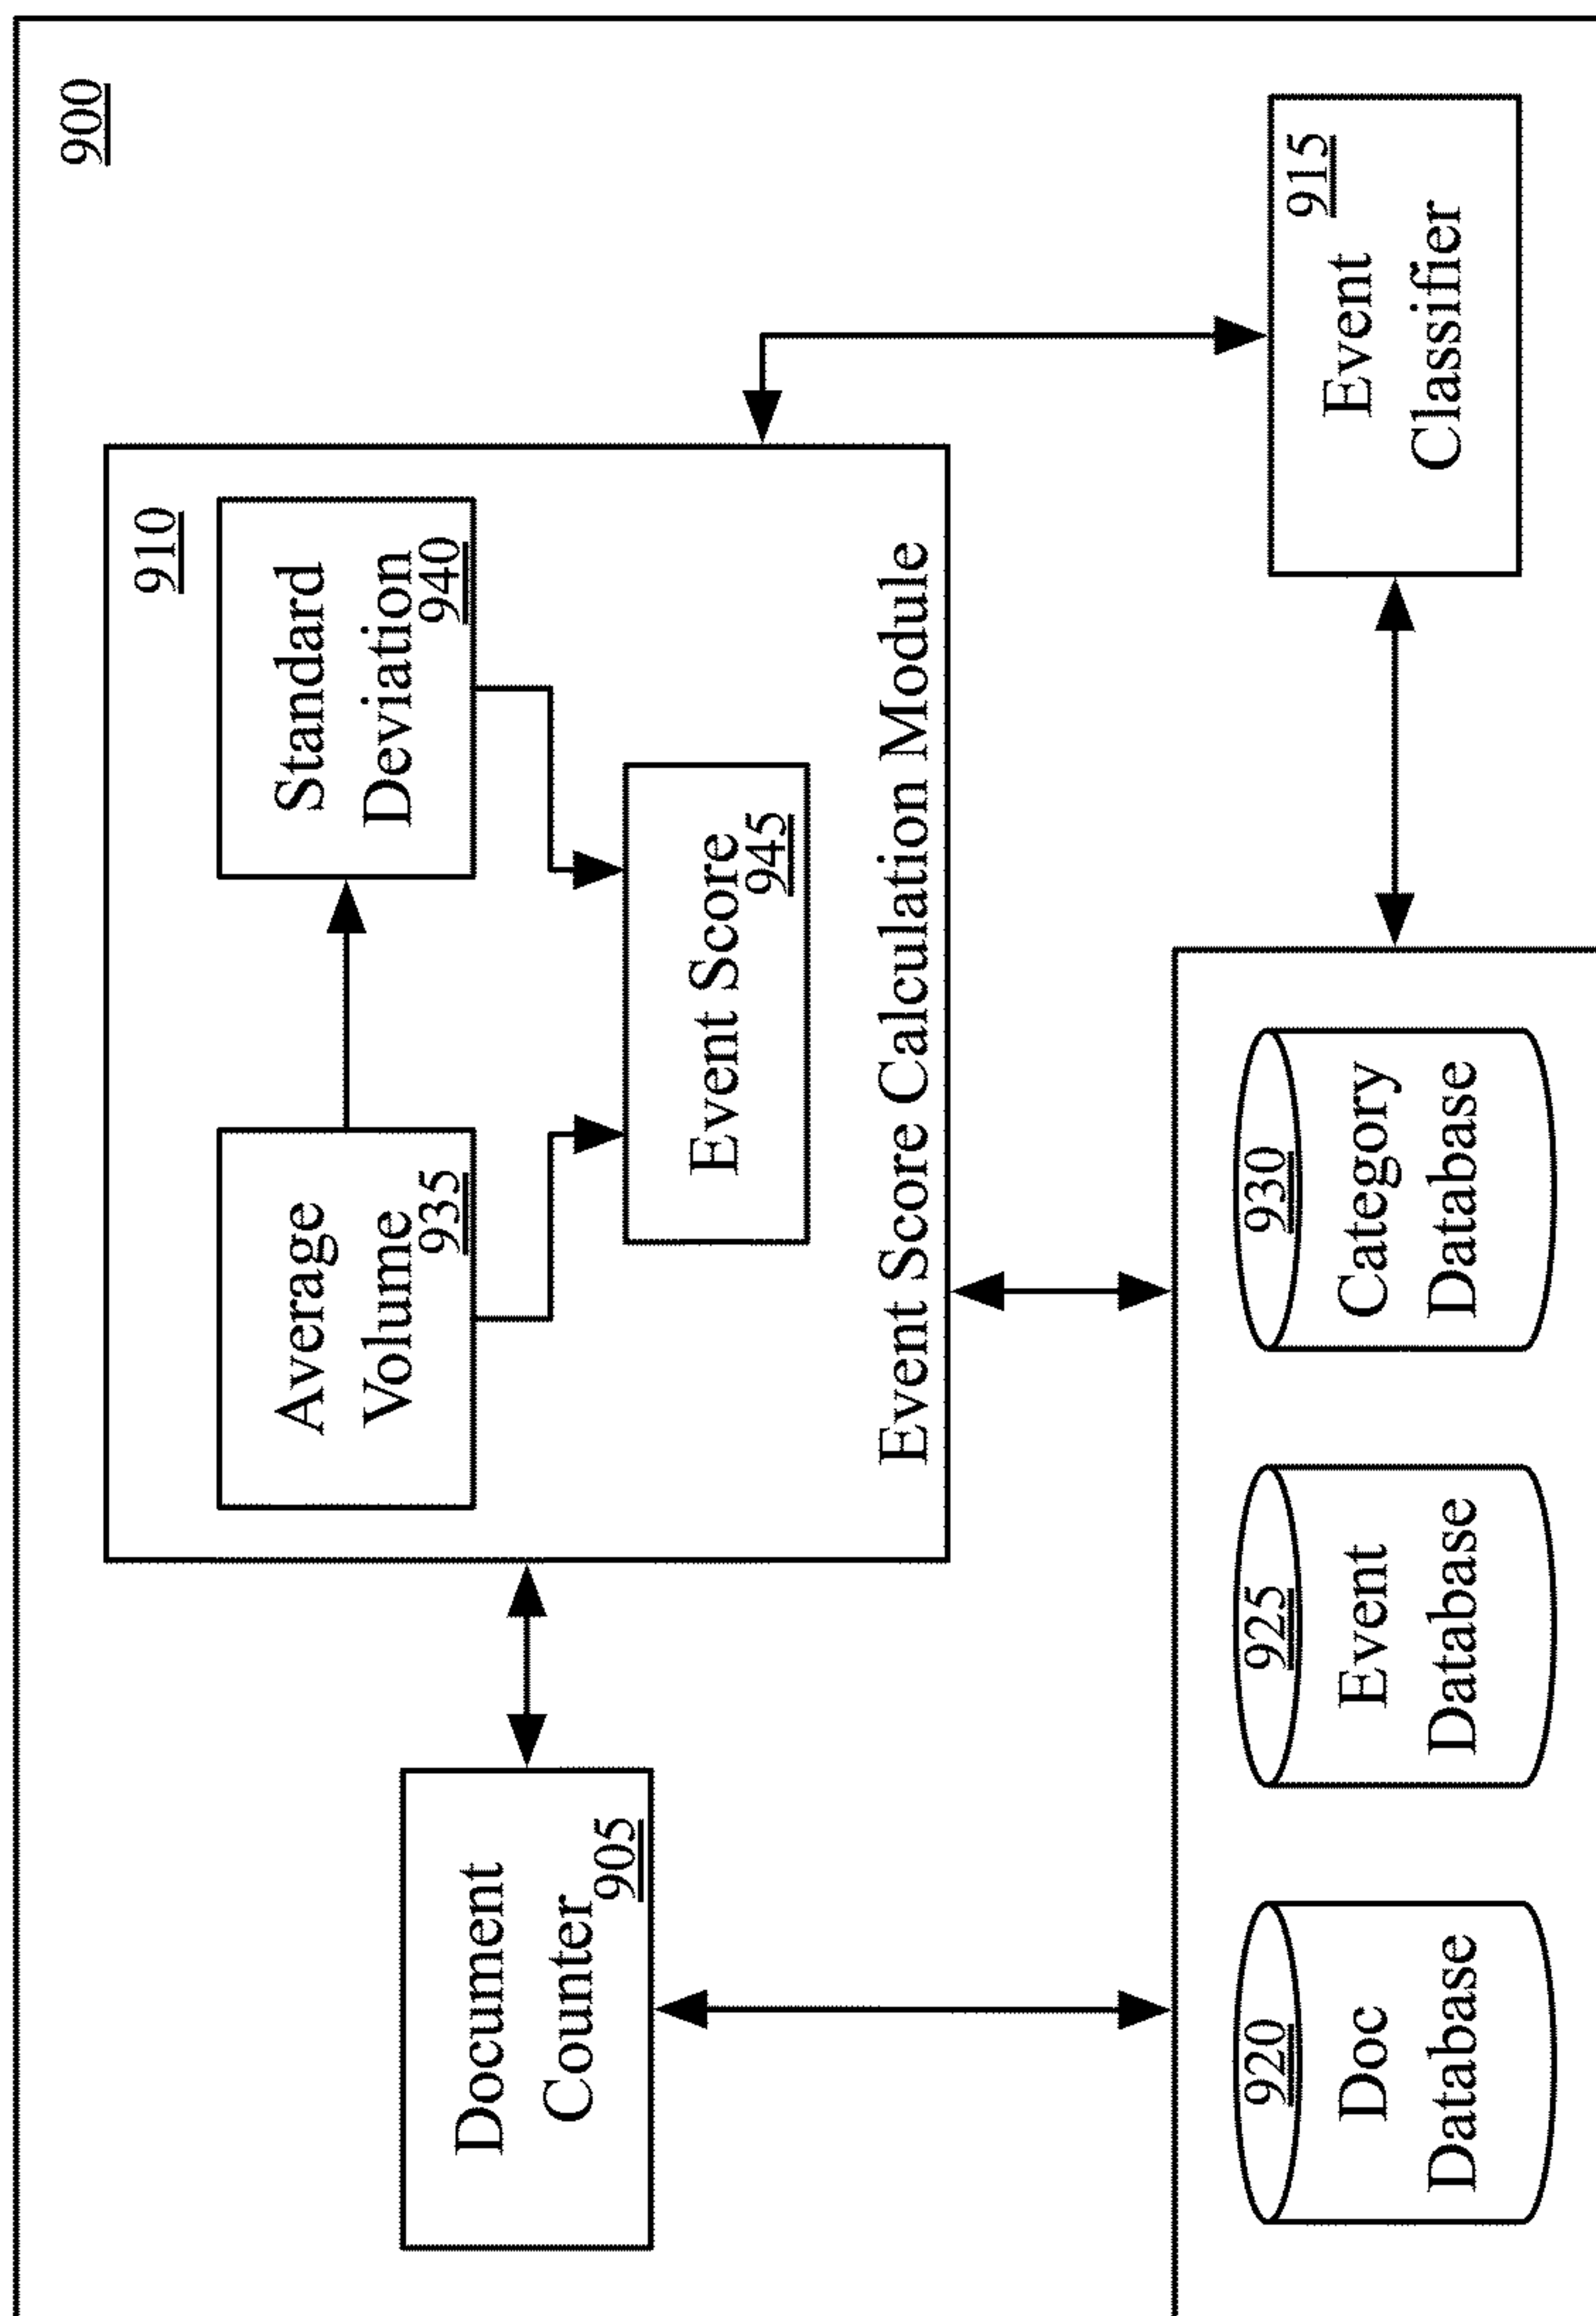 900
910
Average
Volume
935
Standard
Deviation
940
Event Score
945
Event Score Calculation Module
Document
Counter
905
915
Event
Classifier
920
Doc
Database
925
Event
Database
930
Category
Database